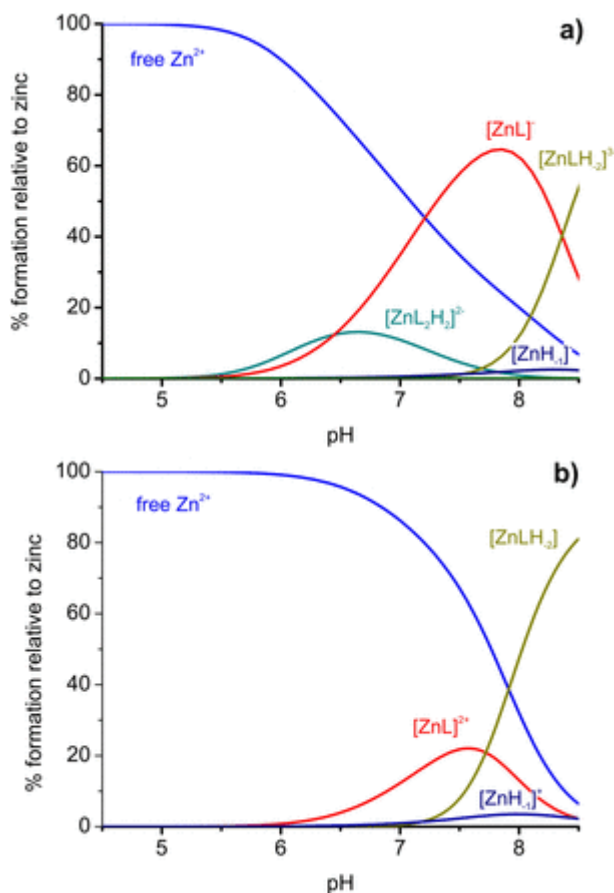 a)
free Zn²⁺
[ZnL]⁻
[ZnLH₋₂]³
[ZnL₂H₂]²⁻
[ZnH₋₁]⁻
% formation relative to zinc
100
80
60
40
20
0
5
6
7
8
pH
b)
free Zn²⁺
[ZnLH₋₂]
[ZnL]²⁺
[ZnH₋₁]⁺
% formation relative to zinc
100
80
60
40
20
0
5
6
7
8
pH